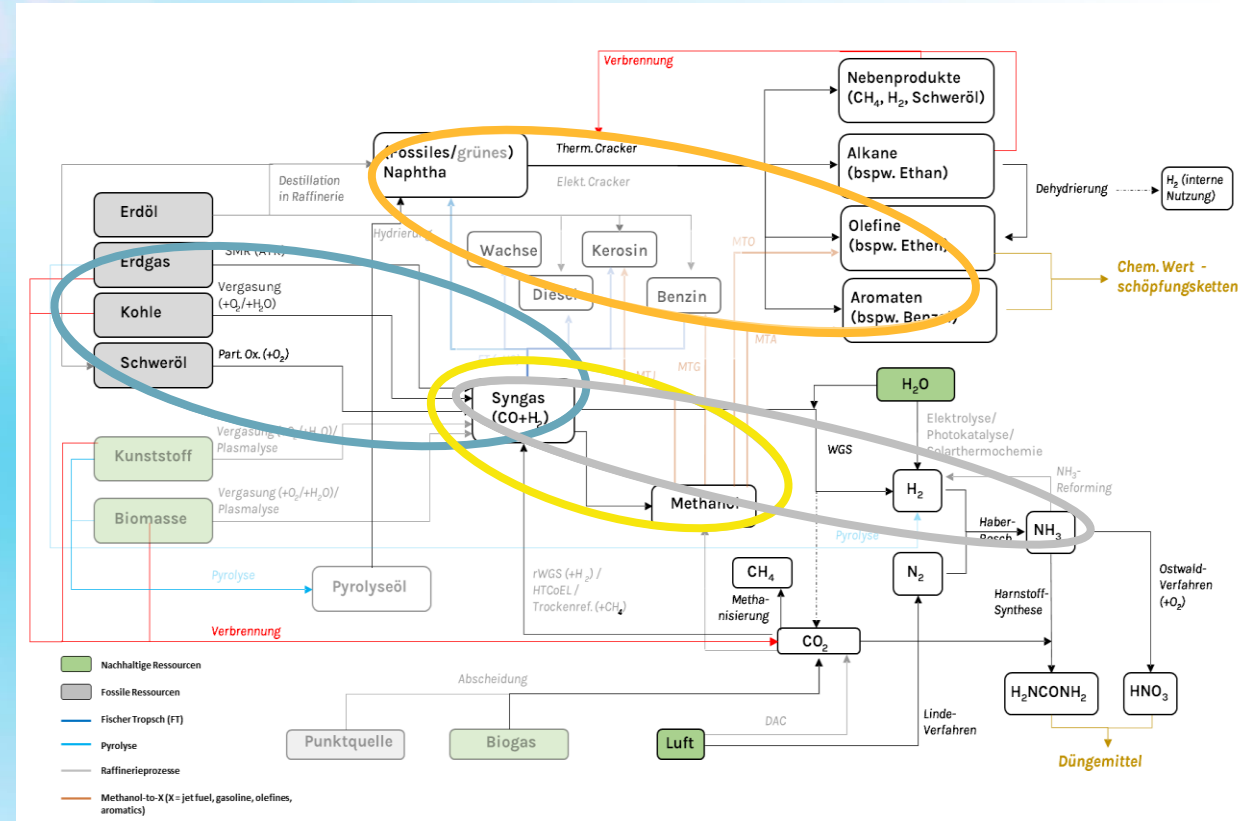 Verbrennung
Nebenprodukte
(CH₄, H₂, Schweröl)
(Fossiles/grünes)
Naphtha
Therm. Cracker
Elekt. Cracker
Alkane
(bspw. Ethan)
Dehydrierung
H₂ (interne
Nutzung)
Destillation
in Raffinerie
Erdöl
Hydrierung
Wachse
Kerosin
MTO
Olefine
(bspw. Ethen)
Erdgas
SMR (ATR)
Diesel
Benzin
Chem. Wert -
schöpfungsketten
Kohle
Vergasung
(+O₂/+H₂O)
Aromaten
(bspw. Benzol)
MTA
Schweröl
Part. Ox. (+O₂)
MTG
Syngas
(CO+H₂)
H₂O
Elektrolyse/
Photokatalyse/
Solarthermochemie
Kunststoff
Vergasung (+O₂/+H₂O)/
Plasmalyse
WGS
NH₃-
Reforming
Biomasse
Vergasung (+O₂/+H₂O)/
Plasmalyse
Methanol
H₂
Haber-
Bosch
NH₃
Pyrolyse
Pyrolyse
Pyrolyseöl
rWGS (+H₂) /
HTCoEL /
Trockenref. (+CH₄)
CH₄
Metha-
nisierung
N₂
Harnstoff-
Synthese
Ostwald-
Verfahren
(+O₂)
Verbrennung
CO₂
Nachhaltige Ressourcen
Fossile Ressourcen
Fischer Tropsch (FT)
Pyrolyse
Raffinerieprozesse
Methanol-to-X (X = jet fuel, gasoline, olefines,
aromatics)
Abscheidung
H₂NCONH₂
HNO₃
Punktquelle
Biogas
Luft
DAC
Linde-
Verfahren
Düngemittel